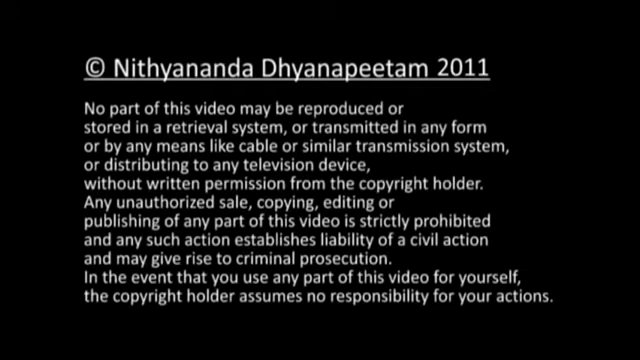 © Nithyananda Dhyanapeetam 2011
No part of this video may be reproduced or
stored in a retrieval system, or transmitted in any form
or by any means like cable or similar transmission system,
or distributing to any television device,
without written permission from the copyright holder.
Any unauthorized sale, copying, editing or
publishing of any part of this video is strictly prohibited
and any such action establishes liability of a civil action
and may give rise to criminal prosecution.
In the event that you use any part of this video for yourself,
the copyright holder assumes no responsibility for your actions.